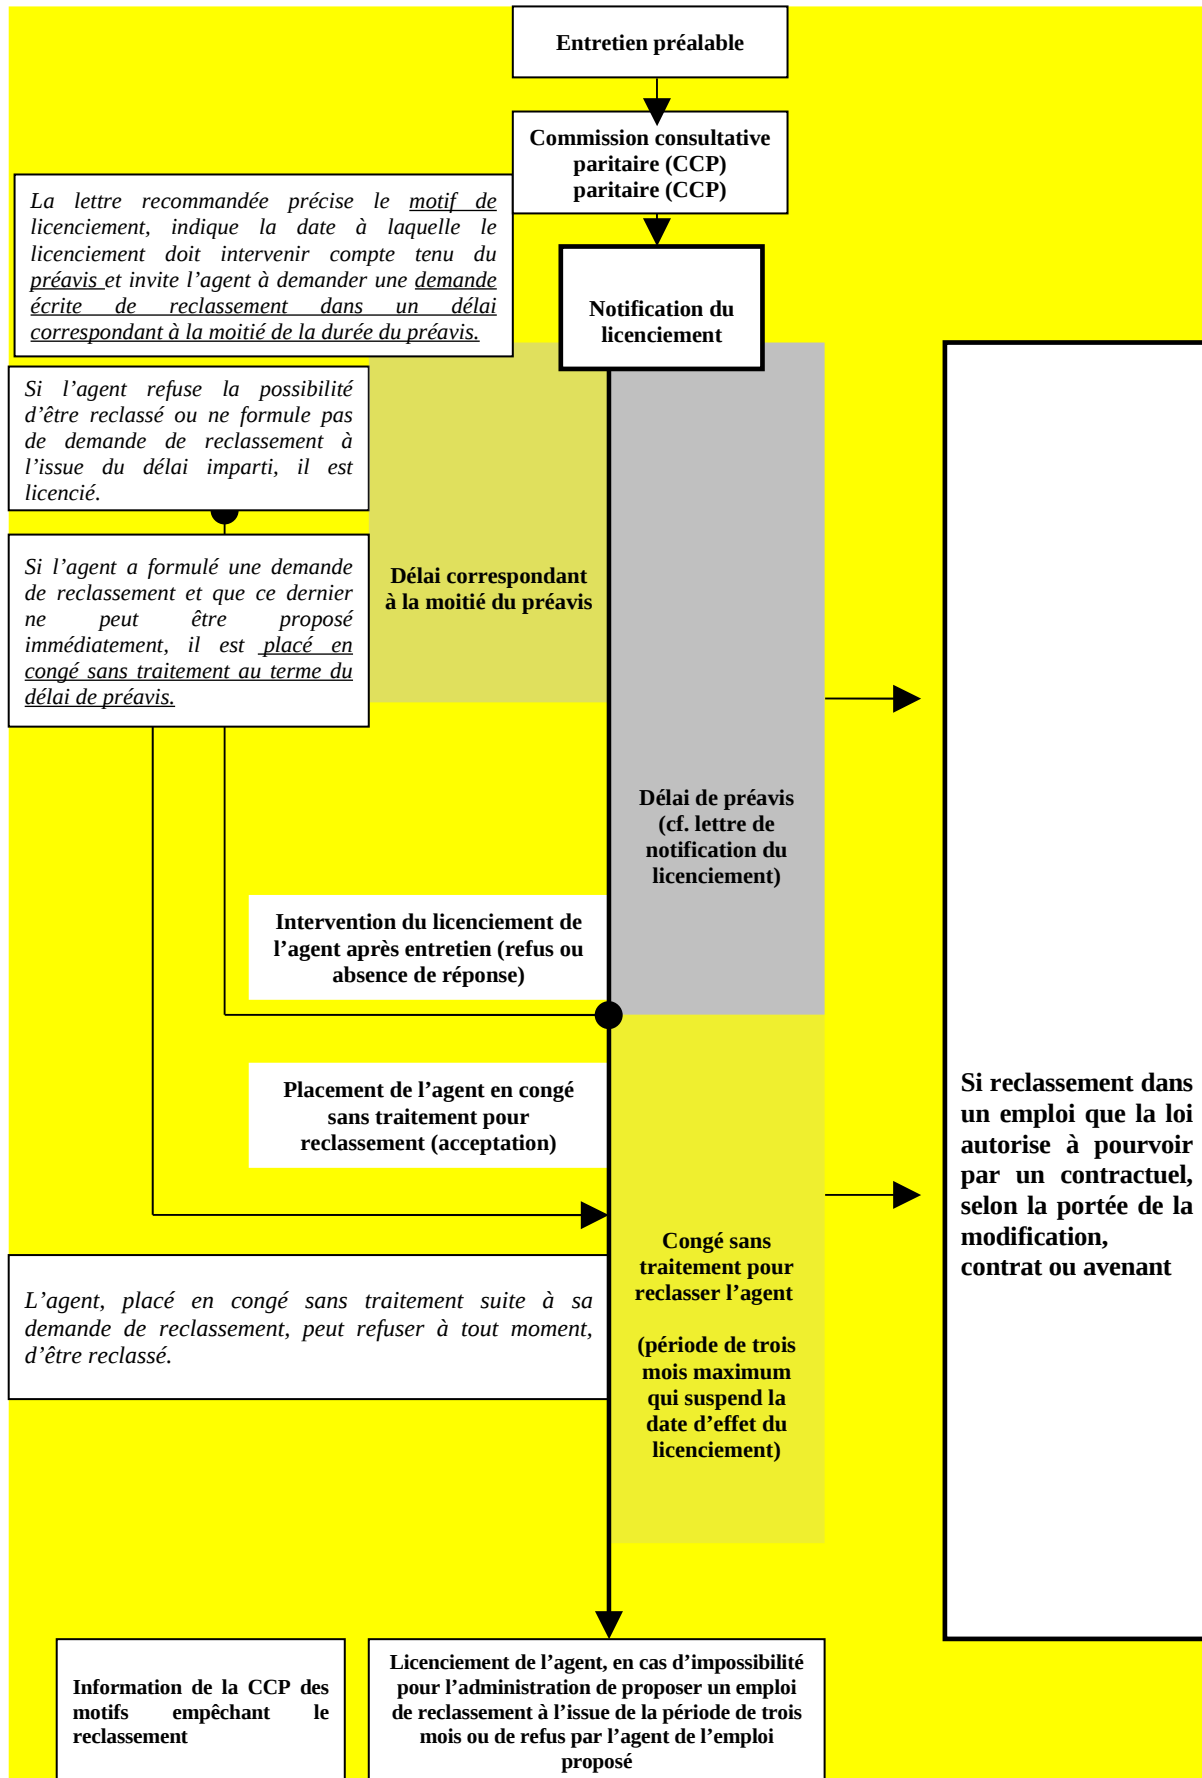 Entretien préalable
Commission consultative
paritaire (CCP)
paritaire (CCP)
La lettre recommandée précise le motif de
licenciement, indique la date à laquelle le
licenciement doit intervenir compte tenu du
préavis et invite l’agent à demander une demande
écrite de reclassement dans un délai
correspondant à la moitié de la durée du préavis.
Notification du
licenciement
Si l’agent refuse la possibilité
d’être reclassé ou ne formule pas
de demande de reclassement à
l’issue du délai imparti, il est
licencié.
Si l’agent a formulé une demande
de reclassement et que ce dernier
ne peut être proposé
immédiatement, il est placé en
congé sans traitement au terme du
délai de préavis.
Délai correspondant
à la moitié du préavis
Délai de préavis
(cf. lettre de
notification du
licenciement)
Intervention du licenciement de
l’agent après entretien (refus ou
absence de réponse)
Placement de l’agent en congé
sans traitement pour
reclassement (acceptation)
Si reclassement dans
un emploi que la loi
autorise à pourvoir
par un contractuel,
selon la portée de la
modification,
contrat ou avenant
Congé sans
traitement pour
reclasser l’agent
(période de trois
mois maximum
qui suspend la
date d’effet du
licenciement)
L’agent, placé en congé sans traitement suite à sa
demande de reclassement, peut refuser à tout moment,
d’être reclassé.
Information de la CCP des
motifs empêchant le
reclassement
Licenciement de l’agent, en cas d’impossibilité
pour l’administration de proposer un emploi
de reclassement à l’issue de la période de trois
mois ou de refus par l’agent de l’emploi
proposé